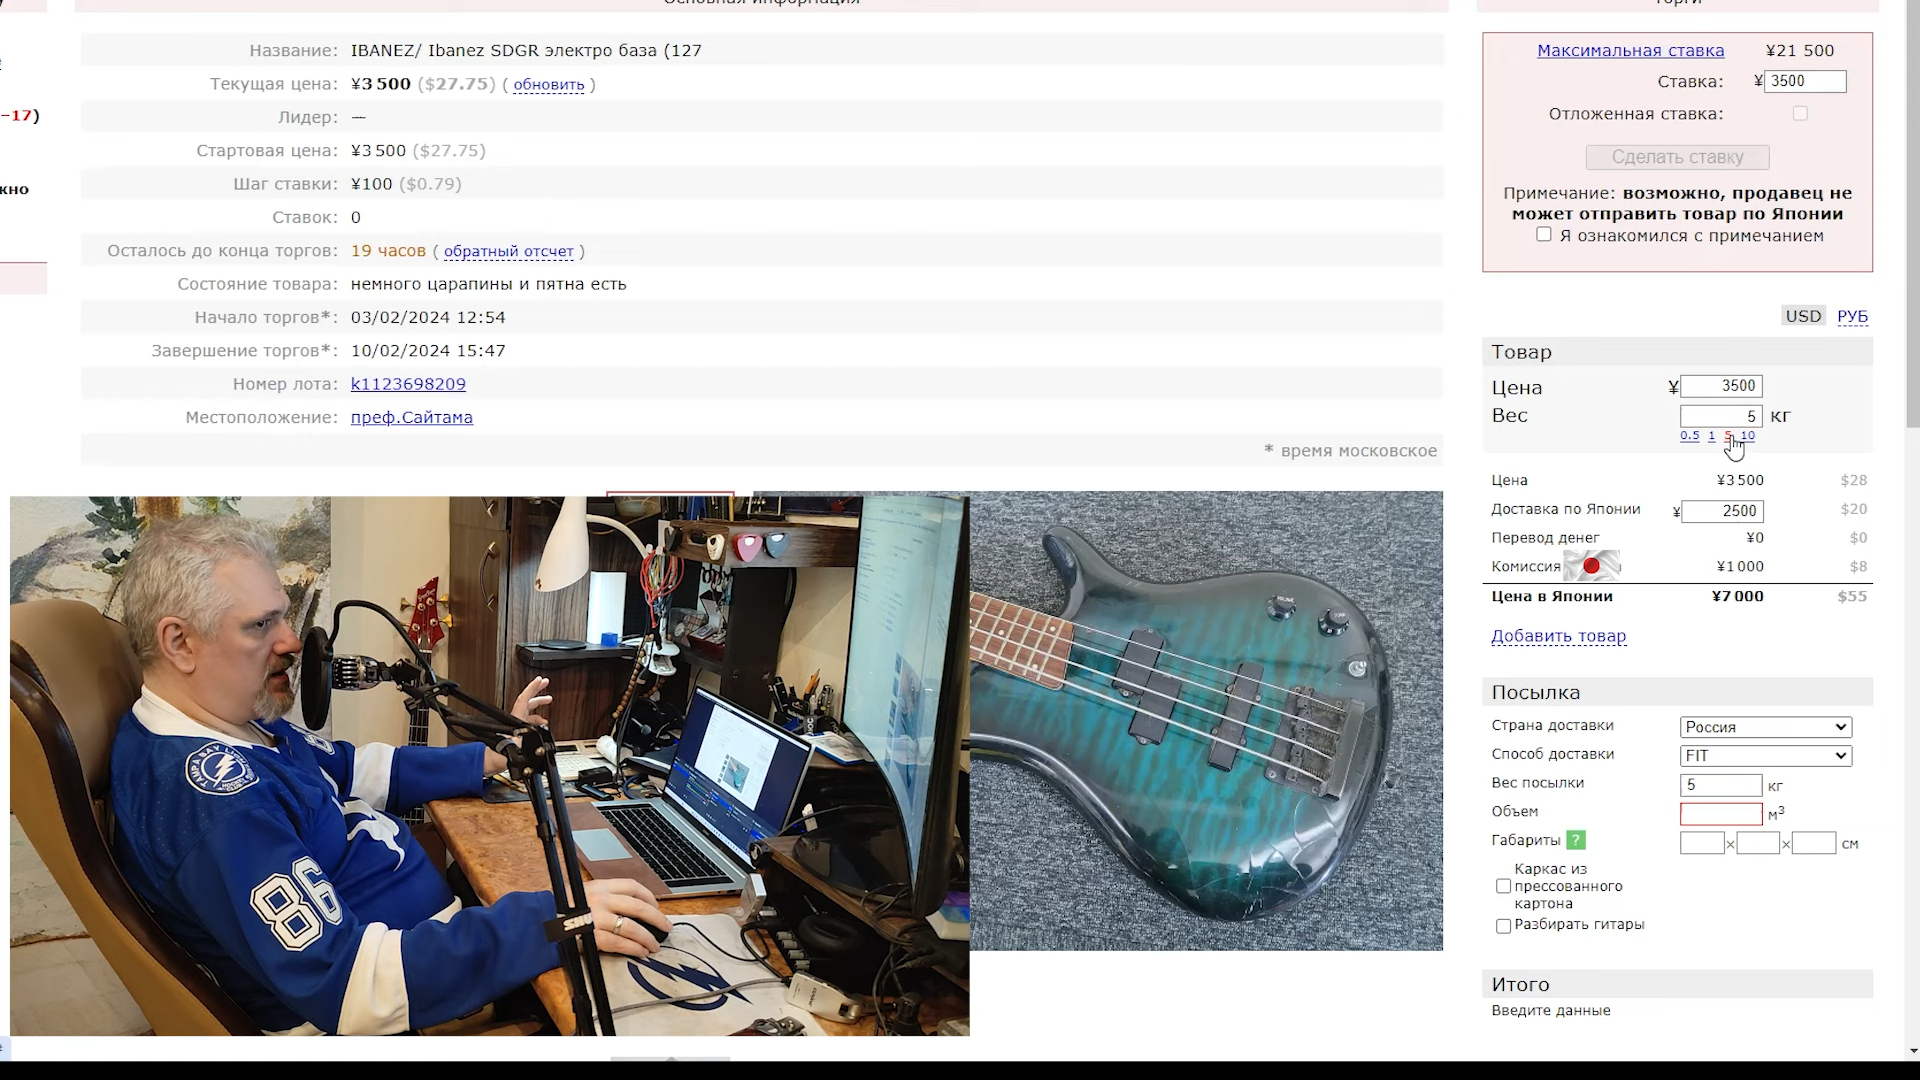 Основная информация
Торги
-17)
жно
Название: IBANEZ/ Ibanez SDGR электро база (127
Текущая цена: ¥3 500 ($27.75) ( обновить )
Лидер: —
Стартовая цена: ¥3 500 ($27.75)
Шаг ставки: ¥100 ($0.79)
Ставок: 0
Осталось до конца торгов: 19 часов ( обратный отсчет )
Состояние товара: немного царапины и пятна есть
Начало торгов*: 03/02/2024 12:54
Завершение торгов*: 10/02/2024 15:47
Номер лота: k1123698209
Местоположение: преф.Сайтама
* время московское
Максимальная ставка ¥21 500
Ставка: ¥ 3500
Отложенная ставка:
Сделать ставку
Примечание: возможно, продавец не
может отправить товар по Японии
Я ознакомился с примечанием
USD РУБ
Товар
Цена ¥ 3500
Вес 5 кг
0.5 1 5 10
Цена ¥3 500 $28
Доставка по Японии ¥ 2500 $20
Перевод денег ¥0 $0
Комиссия ¥1 000 $8
Цена в Японии ¥7 000 $55
Добавить товар
Посылка
Страна доставки Россия
Способ доставки FIT
Вес посылки 5 кг
Объем м³
Габариты ? × × см
Каркас из
прессованного
картона
Разбирать гитары
Итого
Введите данные
TAMPA BAY
86